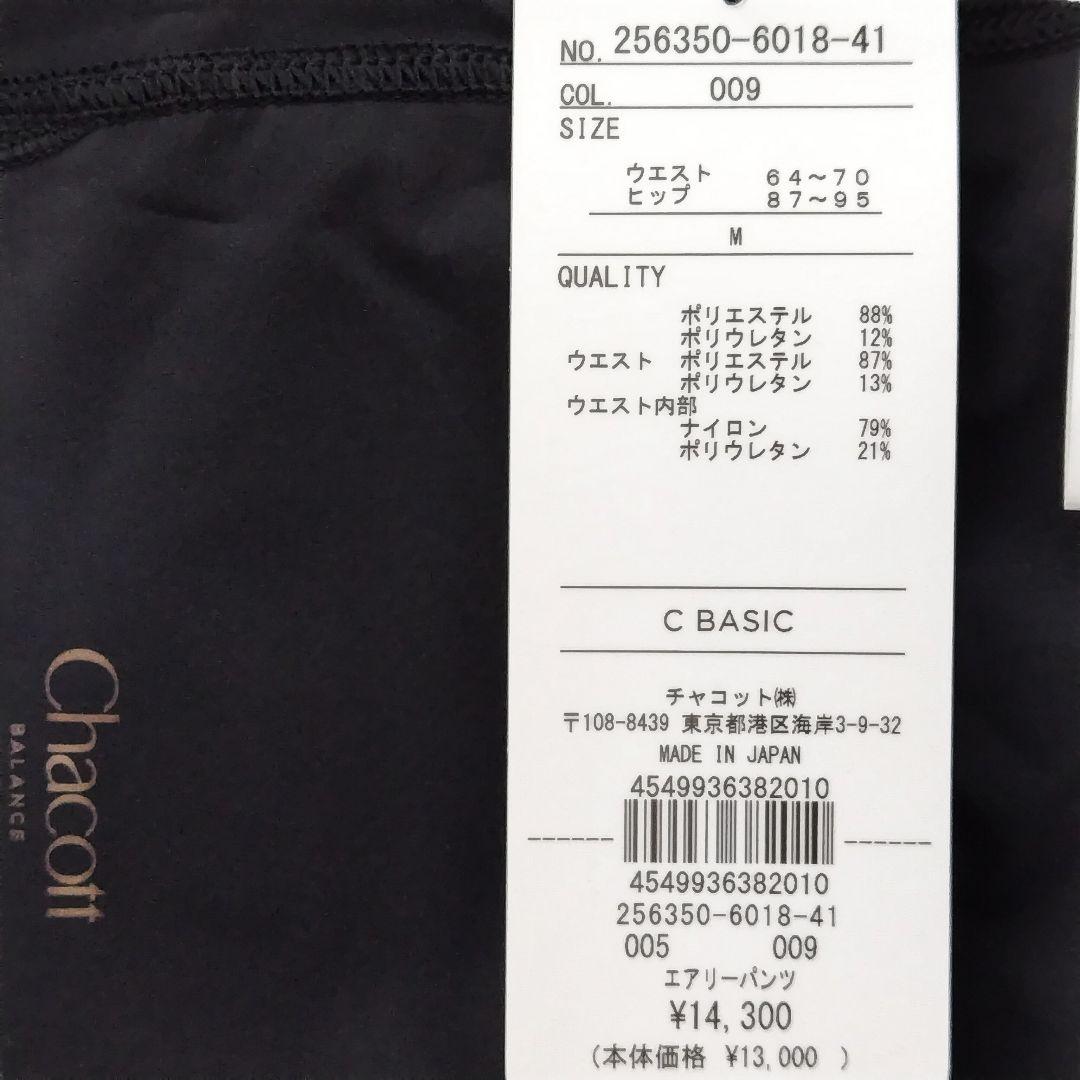 NO. 256350-6018-41
COL. 009
SIZE
ウエスト 64～70
ヒップ 87～95
M
QUALITY
ポリエステル 88%
ポリウレタン 12%
ウエスト ポリエステル 87%
ポリウレタン 13%
ウエスト内部
ナイロン 79%
ポリウレタン 21%
C BASIC
チャコット㈱
〒108-8439 東京都港区海岸3-9-32
MADE IN JAPAN
4549936382010
4549936382010
256350-6018-41
005 009
エアリーパンツ
¥14,300
(本体価格 ¥13,000 )
Chacott
BALANCE